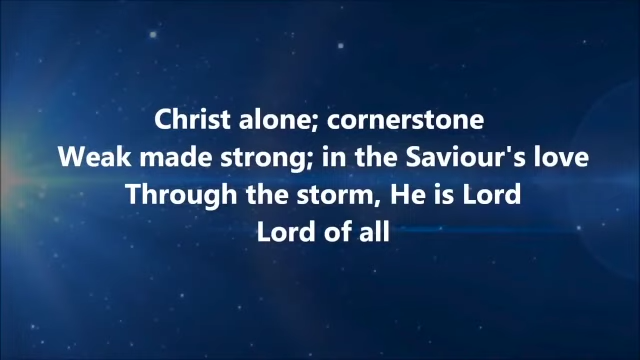 Christ alone; cornerstone
Weak made strong; in the Saviour's love
Through the storm, He is Lord
Lord of all